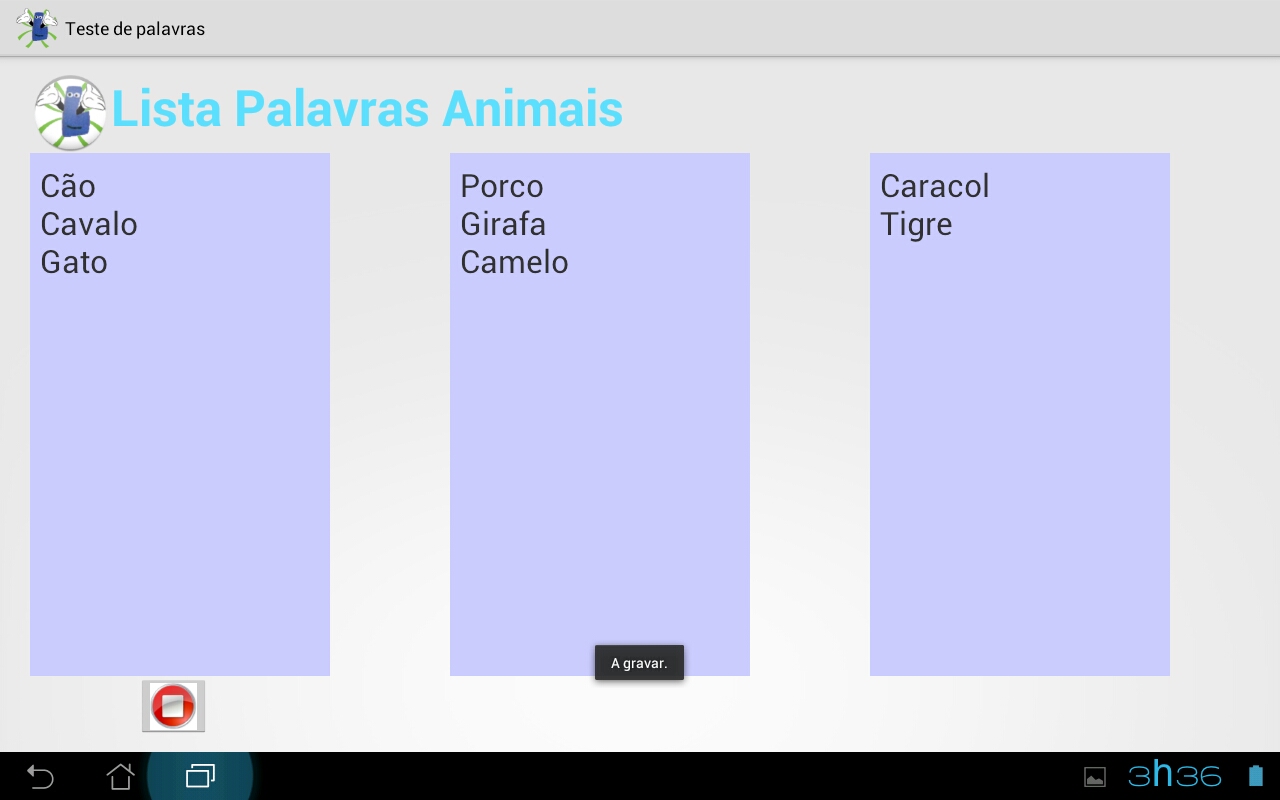 Teste de palavras
Lista Palavras Animais
Cão
Cavalo
Gato
Porco
Girafa
Camelo
Caracol
Tigre
A gravar.
3h36